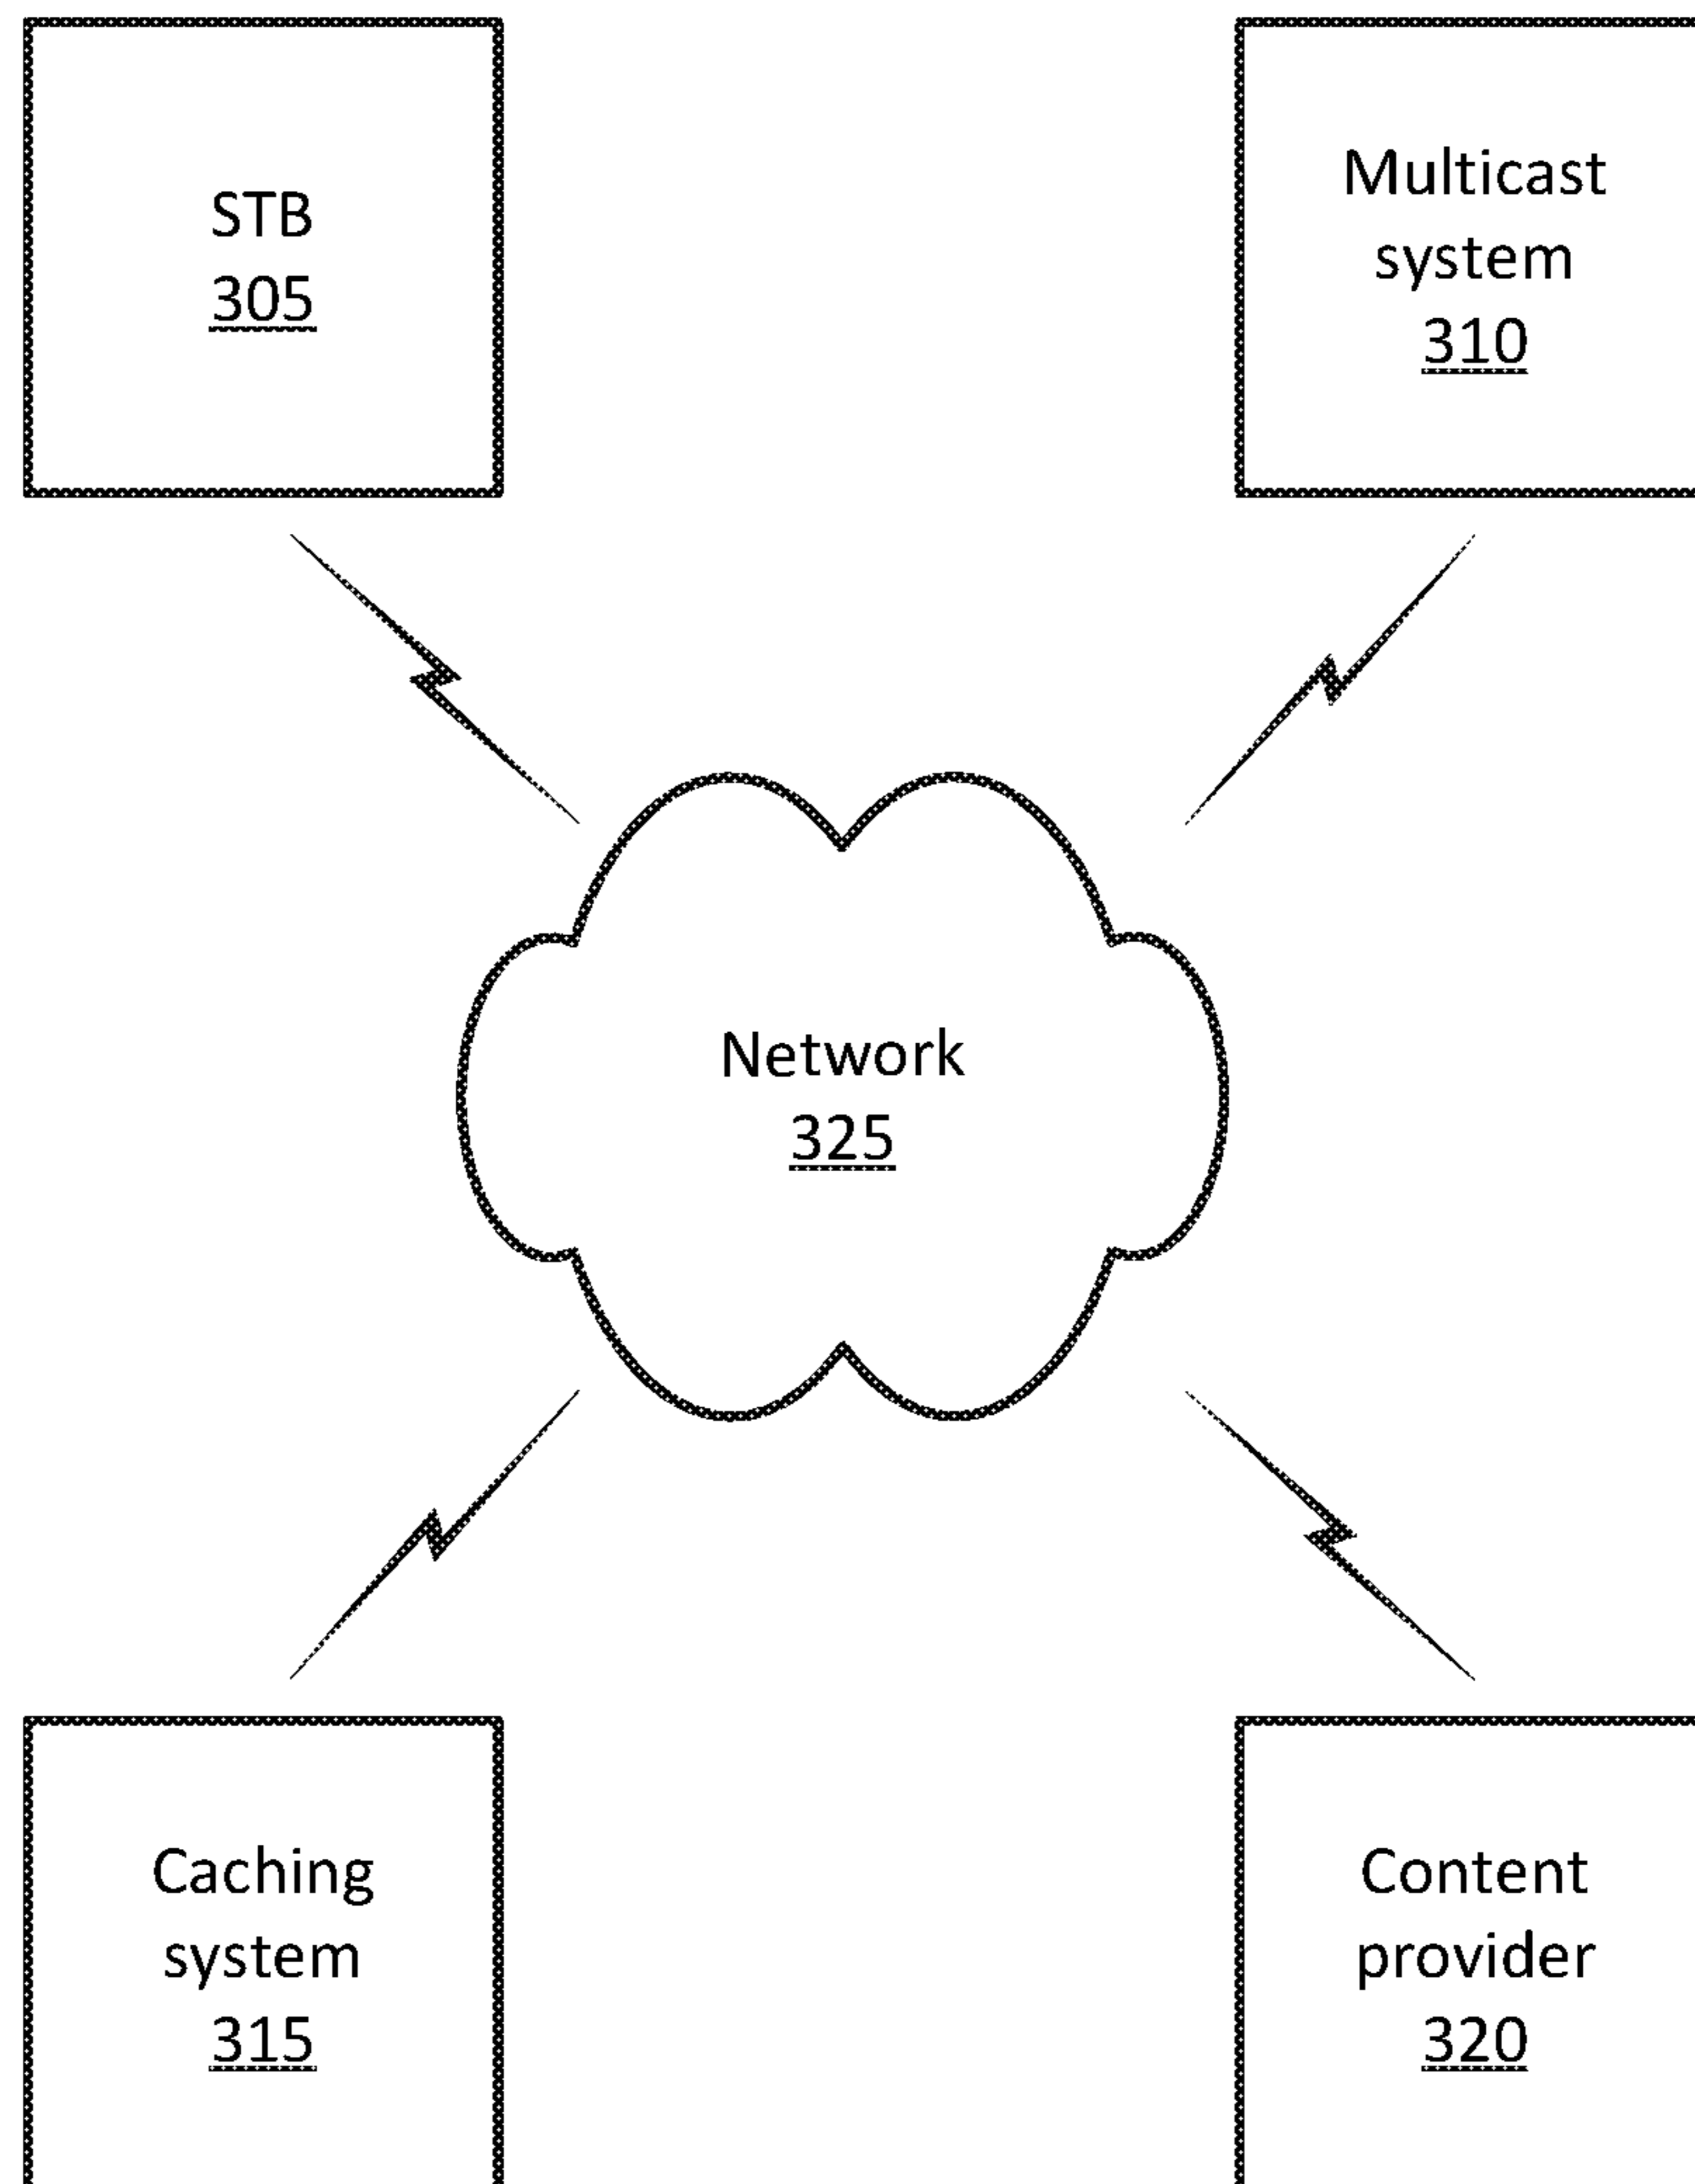 STB
305
Multicast
system
310
Network
325
Caching
system
315
Content
provider
320